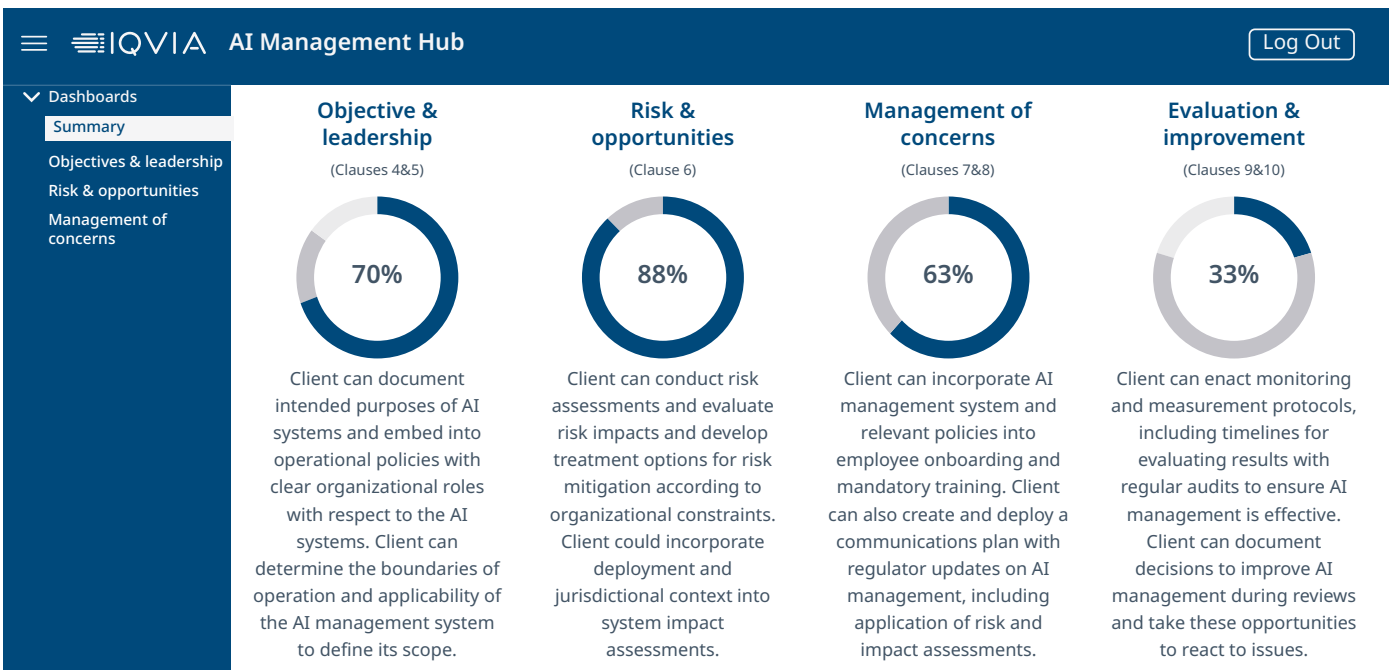 IQVIA AI Management Hub
Log Out
Dashboards
Summary
Objectives & leadership
Risk & opportunities
Management of
concerns
Objective &
leadership
(Clauses 4&5)
70%
Client can document
intended purposes of AI
systems and embed into
operational policies with
clear organizational roles
with respect to the AI
systems. Client can
determine the boundaries of
operation and applicability of
the AI management system
to define its scope.
Risk &
opportunities
(Clause 6)
88%
Client can conduct risk
assessments and evaluate
risk impacts and develop
treatment options for risk
mitigation according to
organizational constraints.
Client could incorporate
deployment and
jurisdictional context into
system impact
assessments.
Management of
concerns
(Clauses 7&8)
63%
Client can incorporate AI
management system and
relevant policies into
employee onboarding and
mandatory training. Client
can also create and deploy a
communications plan with
regulator updates on AI
management, including
application of risk and
impact assessments.
Evaluation &
improvement
(Clauses 9&10)
33%
Client can enact monitoring
and measurement protocols,
including timelines for
evaluating results with
regular audits to ensure AI
management is effective.
Client can document
decisions to improve AI
management during reviews
and take these opportunities
to react to issues.